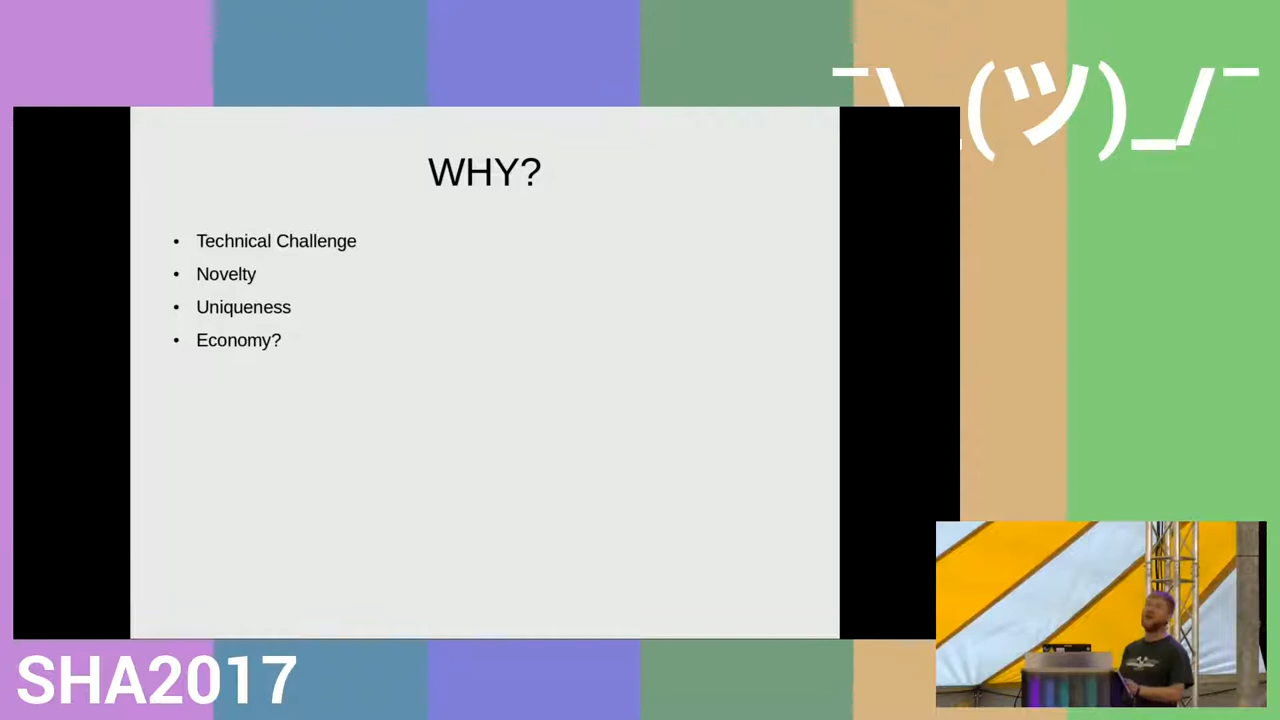 ¯\_(ツ)_/¯
WHY?
• Technical Challenge
• Novelty
• Uniqueness
• Economy?
SHA2017